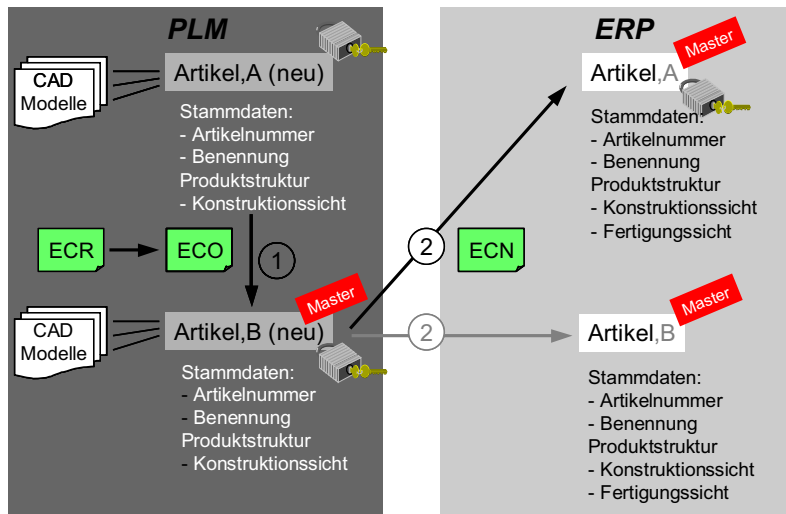 PLM
CAD
Modelle
Artikel,A (neu)
Stammdaten:
- Artikelnummer
- Benennung
Produktstruktur
- Konstruktionssicht
ECR
ECO
1
CAD
Modelle
Master
Artikel,B (neu)
Stammdaten:
- Artikelnummer
- Benennung
Produktstruktur
- Konstruktionssicht
2
2
ERP
Master
Artikel,A
Stammdaten:
- Artikelnummer
- Benennung
Produktstruktur
- Konstruktionssicht
- Fertigungssicht
ECN
Master
Artikel,B
Stammdaten:
- Artikelnummer
- Benennung
Produktstruktur
- Konstruktionssicht
- Fertigungssicht